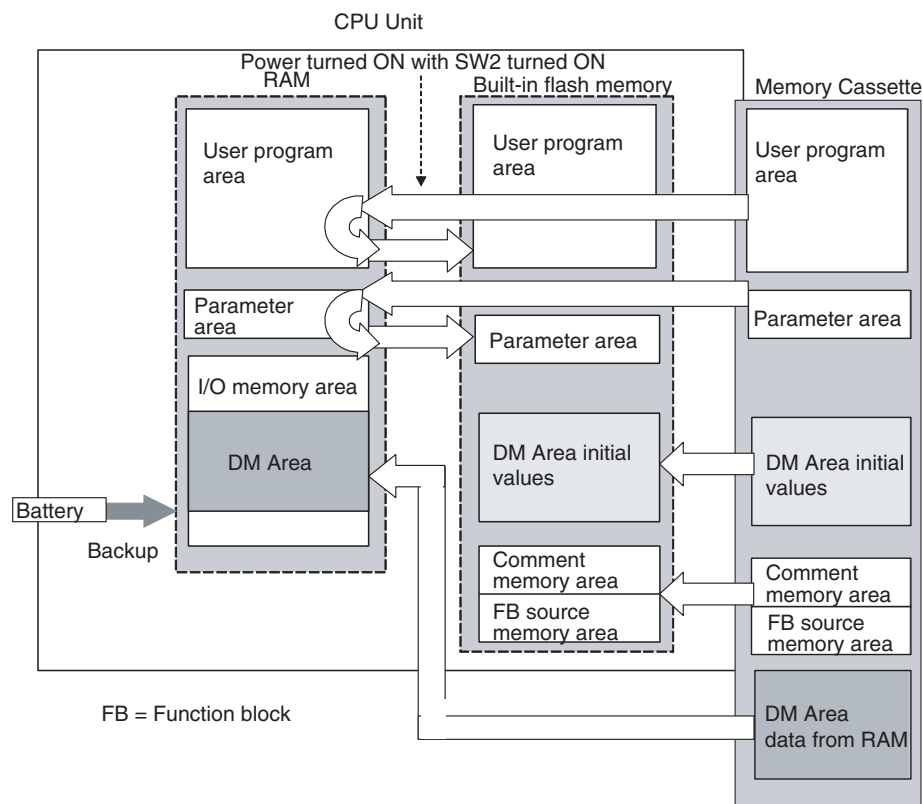 CPU Unit
Power turned ON with SW2 turned ON
RAM
Built-in flash memory
Memory Cassette
User program
area
User program
area
User program
area
Parameter
area
Parameter area
Parameter area
I/O memory area
DM Area
DM Area initial
values
DM Area initial
values
Battery
Backup
Comment
memory area
FB source
memory area
Comment
memory area
FB source
memory area
FB = Function block
DM Area
data from RAM